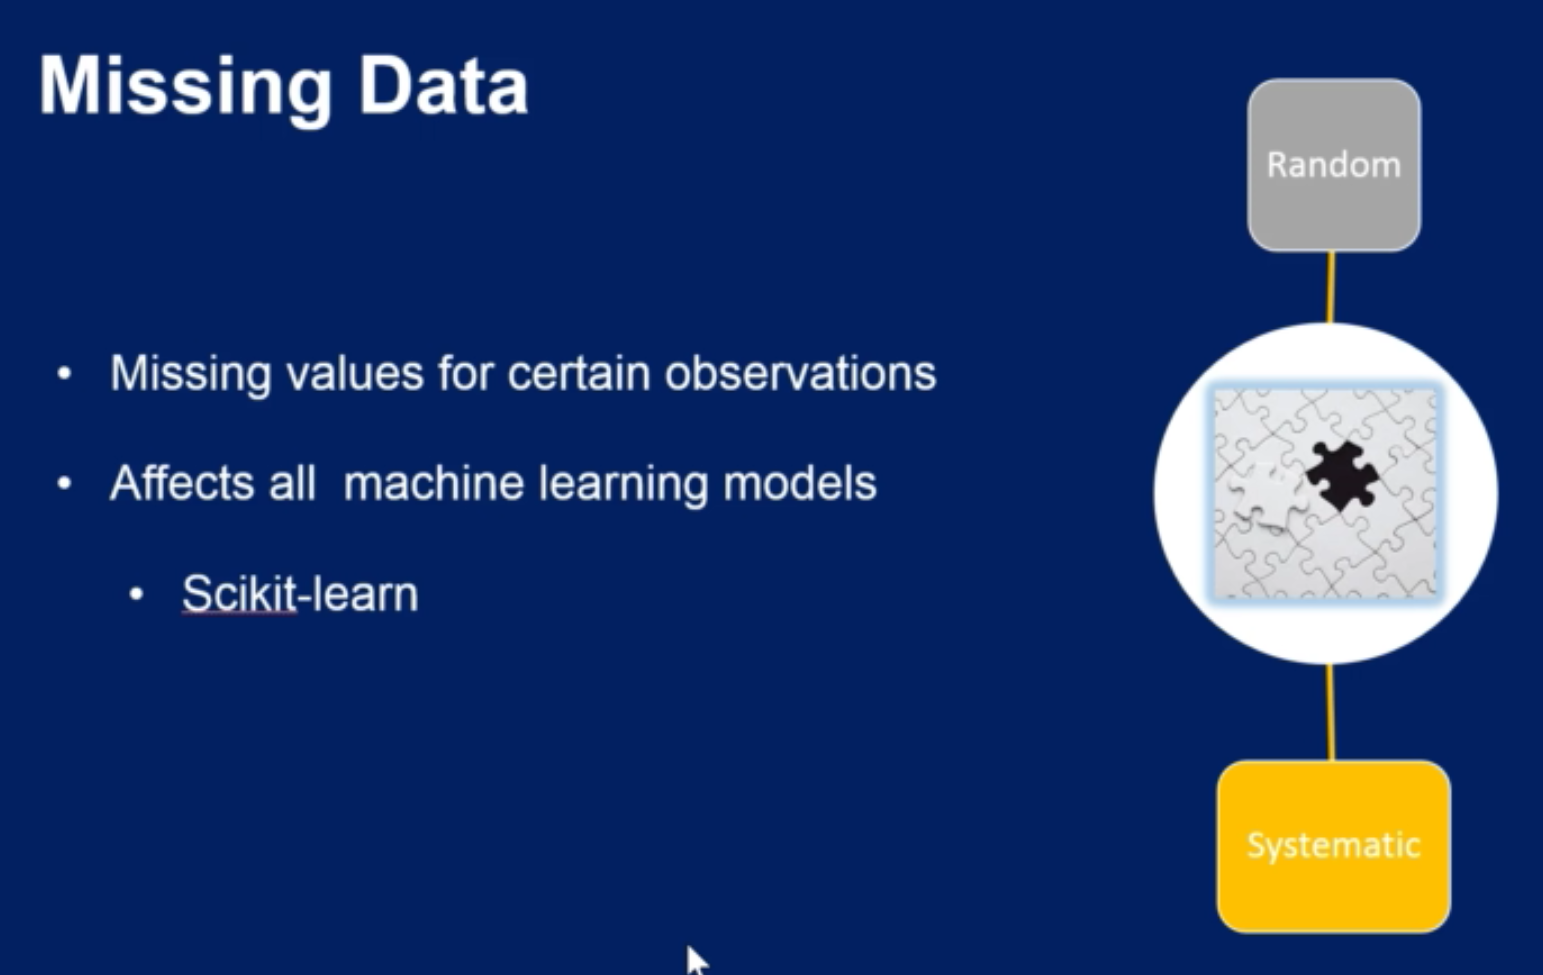 Missing Data
Random
• Missing values for certain observations
• Affects all  machine learning models
• Scikit-learn
Systematic